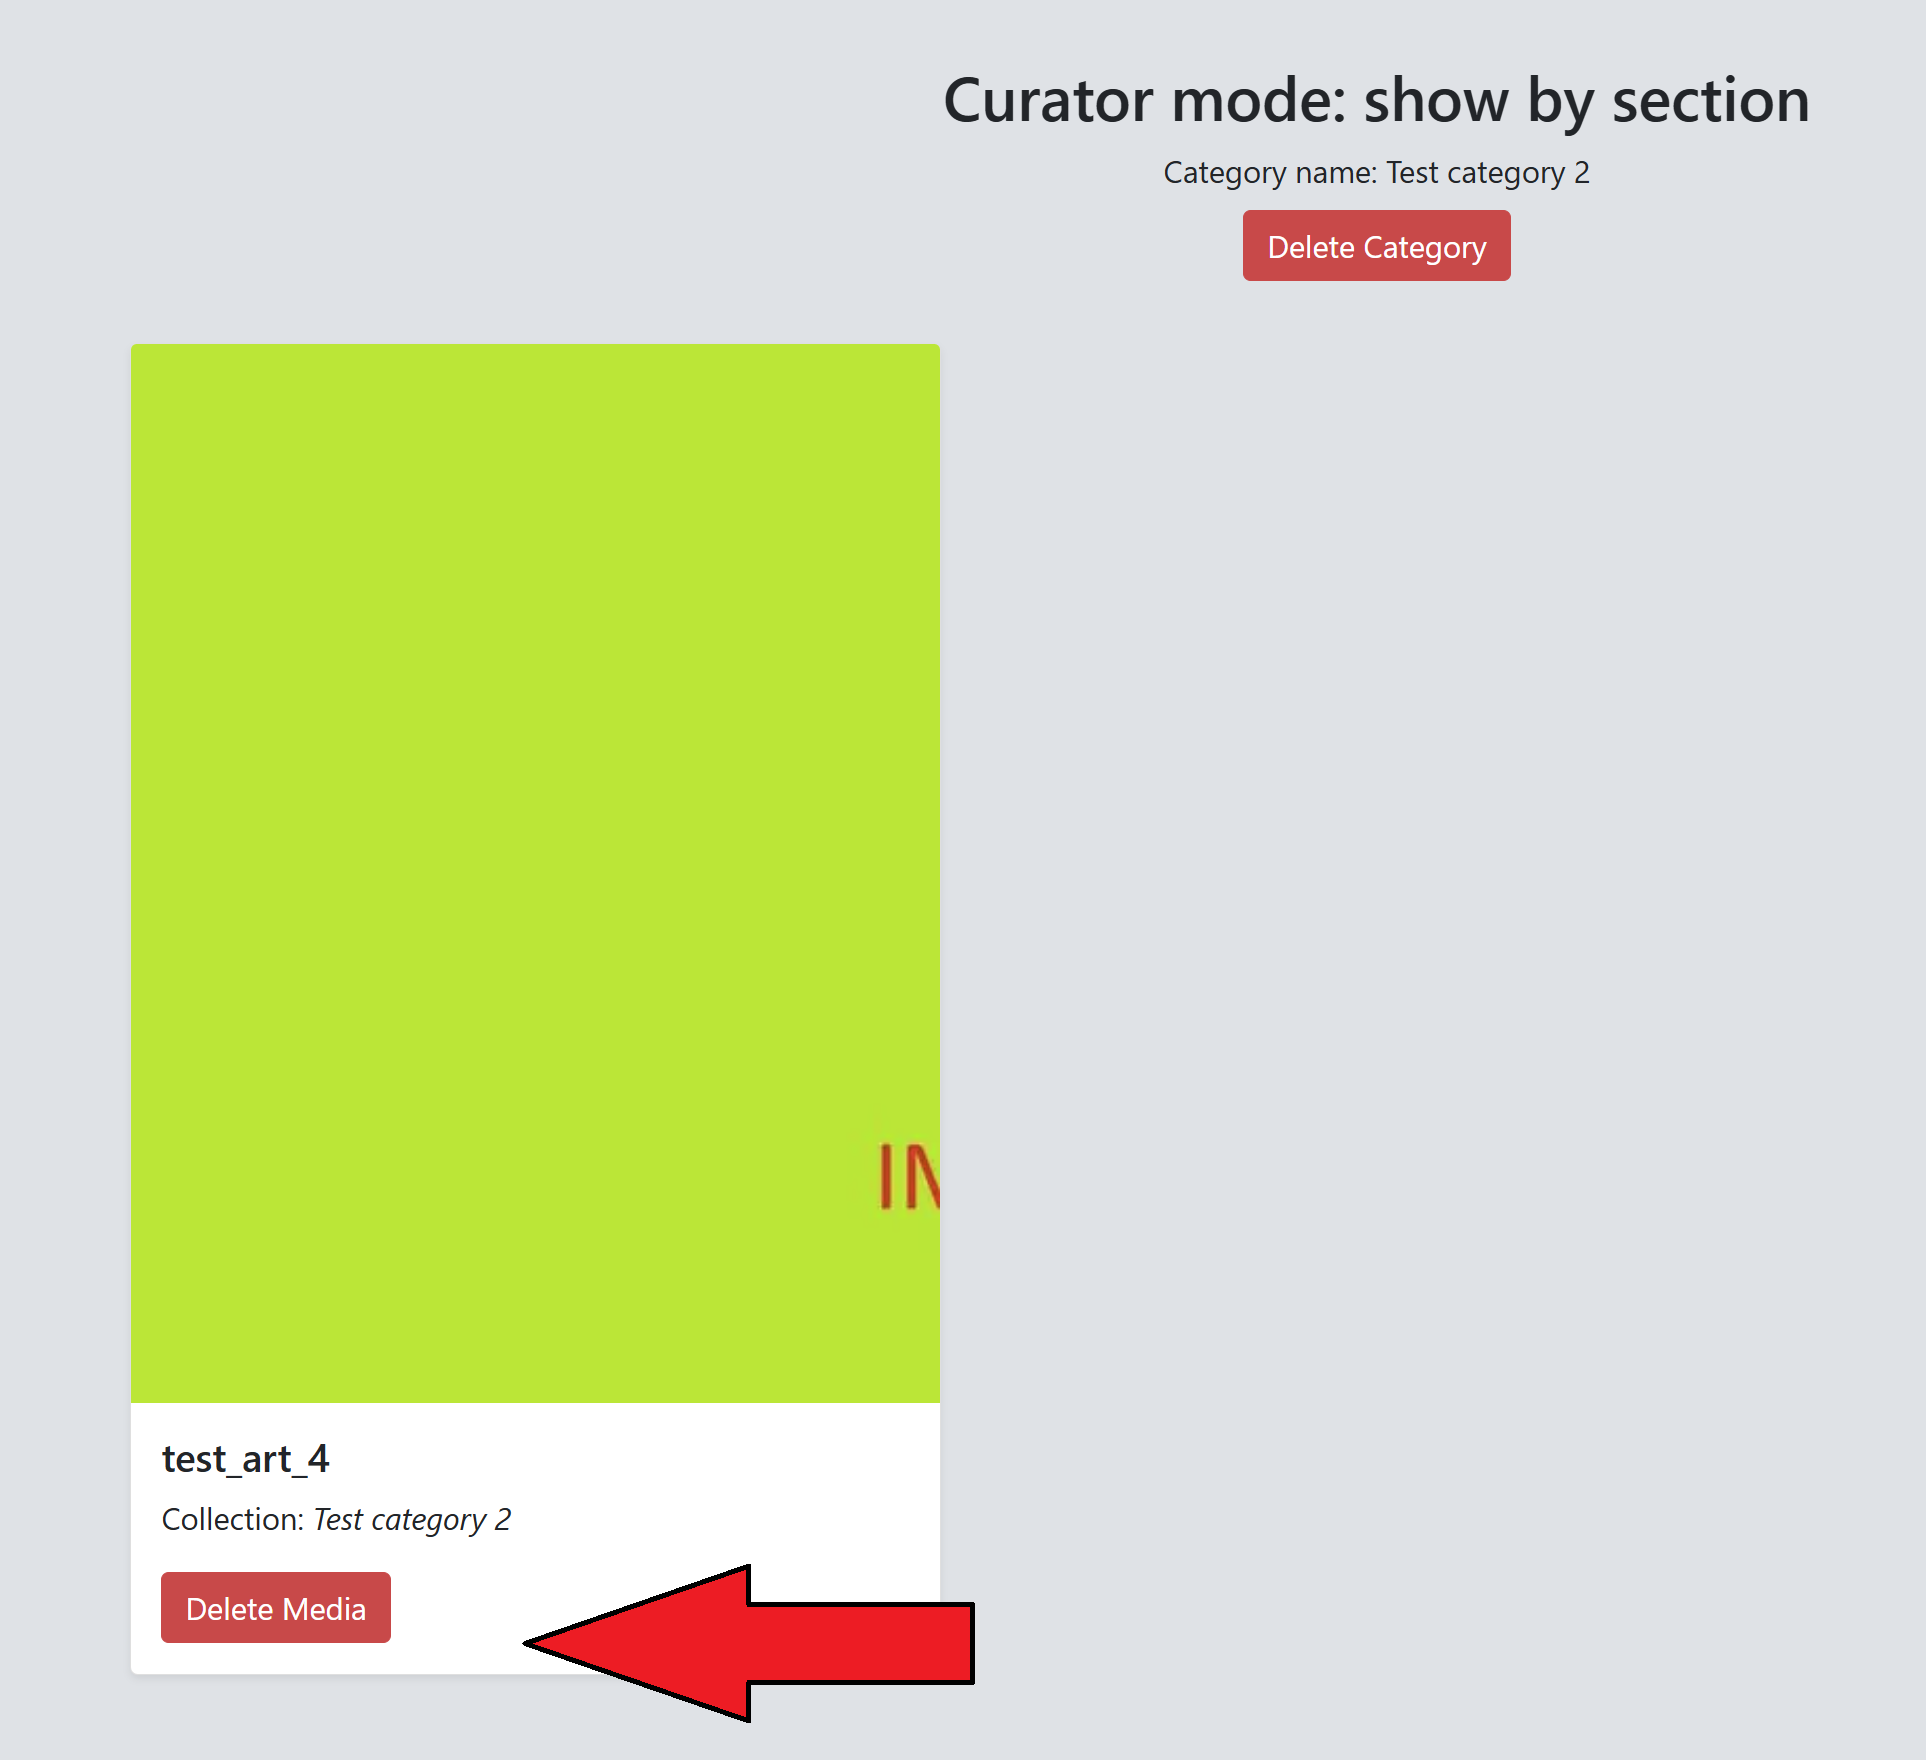 Curator mode: show by section
Category name: Test category 2
Delete Category
test_art_4
Collection: Test category 2
Delete Media